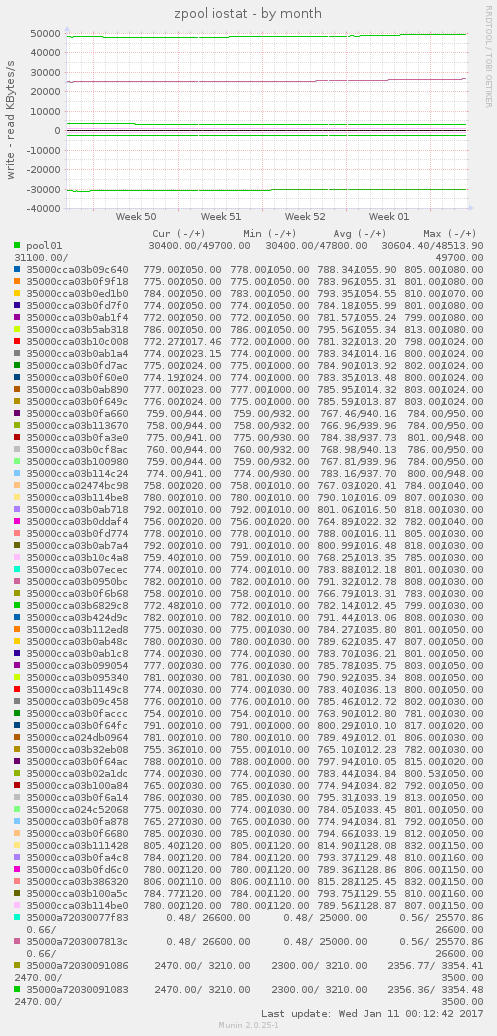 zpool iostat - by month
RRDTOOL / TOBI OETIKER
write - read KBytes/s
50000
40000
30000
20000
10000
0
-10000
-20000
-30000
-40000
Week 50 Week 51 Week 52 Week 01
Cur (-/+) Min (-/+) Avg (-/+) Max (-/+)
pool01 30400.00/49700.00 30400.00/47800.00 30604.40/48513.90
31100.00/ 49700.00
35000cca03b09c640 779.00/1050.00 778.00/1050.00 788.34/1055.90 805.00/1080.00
35000cca03b0f9f18 775.00/1050.00 775.00/1050.00 783.96/1055.31 801.00/1080.00
35000cca03b0ed1b0 784.00/1050.00 783.00/1050.00 793.35/1054.55 810.00/1070.00
35000cca03b0fd7f0 774.00/1050.00 774.00/1050.00 784.18/1055.99 801.00/1080.00
35000cca03b0ab1f4 772.00/1050.00 772.00/1050.00 781.57/1055.24 799.00/1080.00
35000cca03b5ab318 786.00/1050.00 786.00/1050.00 795.56/1055.34 813.00/1080.00
35000cca03b10c008 772.27/1017.46 772.00/1000.00 781.32/1013.20 798.00/1024.00
35000cca03b0ab1a4 774.00/1023.15 774.00/1000.00 783.34/1014.16 800.00/1024.00
35000cca03b0fd7ac 775.00/1024.00 775.00/1000.00 784.90/1013.92 802.00/1024.00
35000cca03b0f60e0 774.19/1024.00 774.00/1000.00 783.35/1013.48 800.00/1024.00
35000cca03b0ab890 777.00/1023.00 777.00/1000.00 785.95/1014.32 803.00/1024.00
35000cca03b0f649c 776.00/1024.00 775.00/1000.00 785.59/1013.87 803.00/1024.00
35000cca03b0fa660 759.00/944.00 759.00/932.00 767.46/940.16 784.00/950.00
35000cca03b113670 758.00/944.00 758.00/932.00 766.96/939.96 784.00/950.00
35000cca03b0fa3e0 775.00/941.00 775.00/930.00 784.38/937.73 801.00/948.00
35000cca03b0cf8ac 760.00/944.00 760.00/932.00 768.98/940.13 786.00/950.00
35000cca03b100980 759.00/944.00 759.00/932.00 767.81/939.96 784.00/950.00
35000cca03b114c24 774.00/941.00 774.00/930.00 783.16/937.70 800.00/948.00
35000cca02474bc98 758.00/1020.00 758.00/1010.00 767.03/1020.41 784.00/1040.00
35000cca03b114be8 780.00/1010.00 780.00/1010.00 790.10/1016.09 807.00/1030.00
35000cca03b0ab718 792.00/1010.00 792.00/1010.00 801.06/1016.50 818.00/1030.00
35000cca03b0ddaf4 756.00/1020.00 756.00/1020.00 764.89/1022.32 782.00/1040.00
35000cca03b0fd774 778.00/1010.00 778.00/1010.00 788.00/1016.11 805.00/1030.00
35000cca03b0ab7a4 792.00/1010.00 791.00/1010.00 800.99/1016.48 818.00/1030.00
35000cca03b10c4a8 759.40/1010.00 759.00/1010.00 768.25/1013.35 785.00/1030.00
35000cca03b07ecec 774.00/1010.00 774.00/1010.00 783.88/1012.18 801.00/1030.00
35000cca03b0950bc 782.00/1010.00 782.00/1010.00 791.32/1012.78 808.00/1030.00
35000cca03b0f6b68 758.00/1010.00 758.00/1010.00 766.79/1013.31 783.00/1030.00
35000cca03b6829c8 772.48/1010.00 772.00/1010.00 782.14/1012.45 799.00/1030.00
35000cca03b424d9c 782.00/1010.00 782.00/1010.00 791.44/1013.06 808.00/1030.00
35000cca03b112ed8 775.00/1030.00 775.00/1030.00 784.27/1035.80 801.00/1050.00
35000cca03b0ab48c 780.00/1030.00 780.00/1030.00 789.62/1035.47 807.00/1050.00
35000cca03b0ab1c8 774.00/1030.00 774.00/1030.00 783.70/1036.21 801.00/1050.00
35000cca03b099054 777.00/1030.00 776.00/1030.00 785.78/1035.75 803.00/1050.00
35000cca03b095340 781.00/1030.00 781.00/1030.00 790.92/1035.34 808.00/1050.00
35000cca03b1149c8 774.00/1030.00 774.00/1030.00 783.40/1036.13 800.00/1050.00
35000cca03b09c458 776.00/1010.00 776.00/1010.00 785.46/1012.72 803.00/1030.00
35000cca03b0faccc 754.00/1010.00 754.00/1010.00 763.90/1012.80 781.00/1030.00
35000cca03b0f64fc 791.00/1010.00 791.00/1000.00 800.29/1010.10 817.00/1020.00
35000cca024db0964 781.00/1010.00 780.00/1010.00 789.49/1012.01 806.00/1030.00
35000cca03b32eb08 755.36/1010.00 755.00/1010.00 765.10/1012.23 782.00/1030.00
35000cca03b0f64ac 788.00/1010.00 788.00/1000.00 797.94/1010.05 815.00/1020.00
35000cca03b02a1dc 774.00/1030.00 774.00/1030.00 783.44/1034.84 800.53/1050.00
35000cca03b100a84 765.00/1030.00 765.00/1030.00 774.94/1034.82 792.00/1050.00
35000cca03b0f6a14 786.00/1030.00 785.00/1030.00 795.31/1033.19 813.00/1050.00
35000cca024c52068 775.00/1030.00 774.00/1030.00 784.05/1033.45 801.00/1050.00
35000cca03b0fa878 765.27/1030.00 765.00/1030.00 774.94/1034.81 792.00/1050.00
35000cca03b0f6680 785.00/1030.00 785.00/1030.00 794.66/1033.19 812.00/1050.00
35000cca03b111428 805.40/1120.00 805.00/1120.00 814.90/1128.08 832.00/1150.00
35000cca03b0fa4c8 784.00/1120.00 784.00/1120.00 793.37/1129.48 810.00/1160.00
35000cca03b0fd6c0 780.00/1120.00 780.00/1120.00 789.36/1128.86 806.00/1150.00
35000cca03b386320 806.00/1110.00 806.00/1110.00 815.28/1125.45 832.00/1150.00
35000cca03b100a5c 784.77/1120.00 784.00/1120.00 793.75/1129.55 810.00/1160.00
35000cca03b114be0 780.00/1120.00 780.00/1120.00 789.56/1128.87 807.00/1150.00
35000a72030077f83 0.48/ 26600.00 0.48/ 25000.00 0.56/ 25570.86
0.66/ 26600.00
35000a7203007813c 0.48/ 26600.00 0.48/ 25000.00 0.56/ 25570.86
0.66/ 26600.00
35000a72030091086 2470.00/ 3210.00 2300.00/ 3210.00 2356.77/ 3354.41
2470.00/ 3500.00
35000a72030091083 2470.00/ 3210.00 2300.00/ 3210.00 2356.36/ 3354.48
2470.00/ 3500.00
Last update: Wed Jan 11 00:12:42 2017
Munin 2.0.25-1